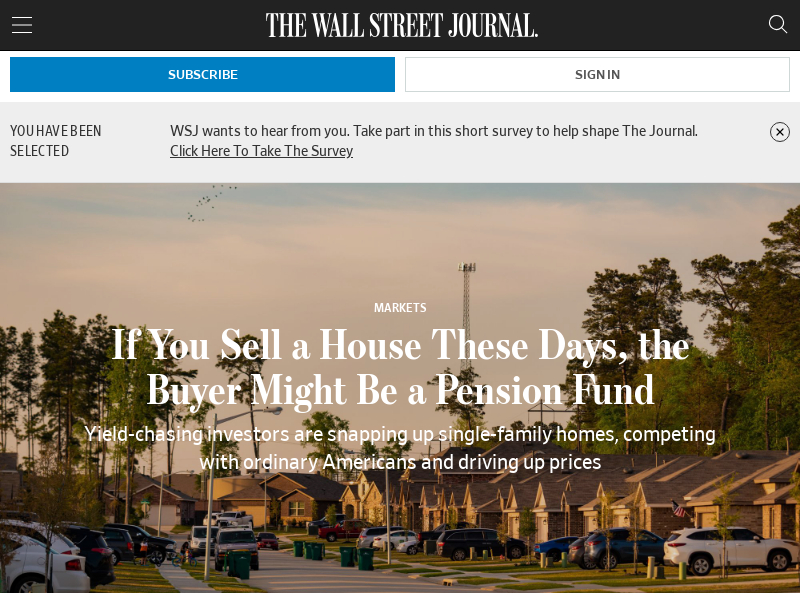 THE WALL STREET JOURNAL.
SUBSCRIBE
SIGN IN
YOU HAVE BEEN
SELECTED
WSJ wants to hear from you. Take part in this short survey to help shape The Journal.
Click Here To Take The Survey
MARKETS
If You Sell a House These Days, the
Buyer Might Be a Pension Fund
Yield-chasing investors are snapping up single-family homes, competing
with ordinary Americans and driving up prices